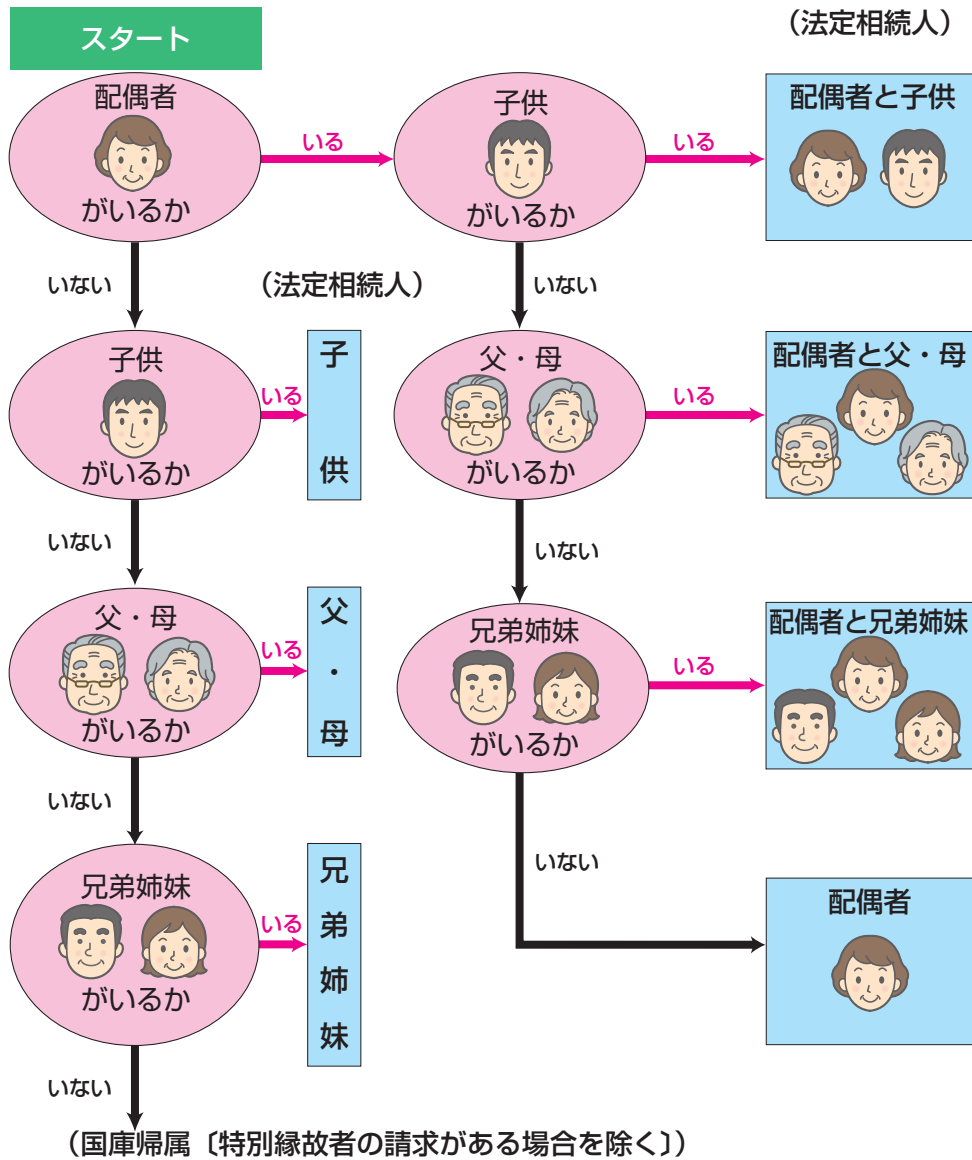 スタート
（法定相続人）
配偶者
がいるか
いる
子供
がいるか
いる
配偶者と子供
いない
（法定相続人）
いない
子供
がいるか
いる
子供
父・母
がいるか
いる
配偶者と父・母
いない
いない
父・母
がいるか
いる
父・母
兄弟姉妹
がいるか
いる
配偶者と兄弟姉妹
いない
いない
兄弟姉妹
がいるか
いる
兄弟姉妹
配偶者
いない
（国庫帰属〔特別縁故者の請求がある場合を除く〕）